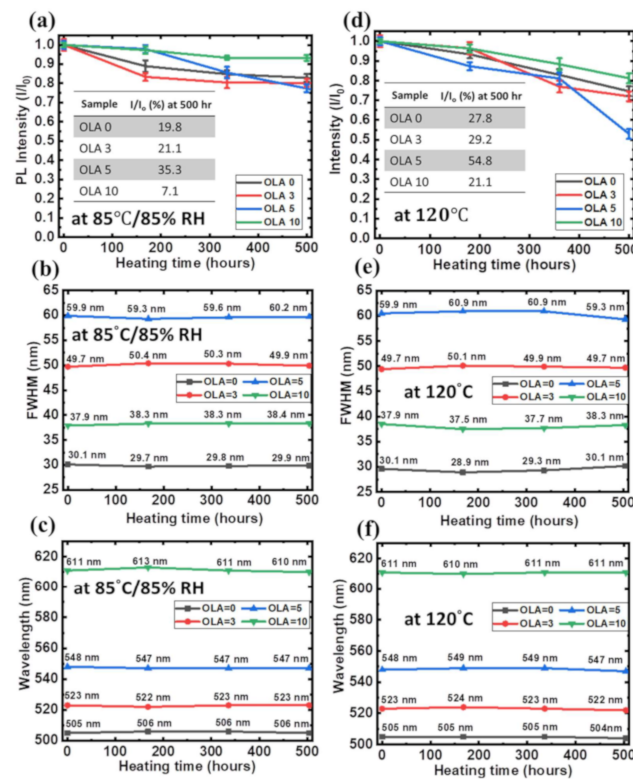 (a)
PL Intensity (I/I₀)
1.0
0.9
0.8
0.7
0.6
0.5
0.4
0.3
0.2
0.1
0.0
Sample I/Iₒ (%) at 500 hr
OLA 0 19.8
OLA 3 21.1
OLA 5 35.3
OLA 10 7.1
OLA 0
OLA 3
OLA 5
OLA 10
at 85°C/85% RH
0 100 200 300 400 500
Heating time (hours)
(d)
Intensity (I/I₀)
1.0
0.9
0.8
0.7
0.6
0.5
0.4
0.3
0.2
0.1
0.0
Sample I/Iₒ (%) at 500 hr
OLA 0 27.8
OLA 3 29.2
OLA 5 54.8
OLA 10 21.1
OLA 0
OLA 3
OLA 5
OLA 10
at 120°C
0 100 200 300 400 500
Heating time (hours)
(b)
FWHM (nm)
65
60
55
50
45
40
35
30
25
59.9 nm 59.3 nm 59.6 nm 60.2 nm
at 85°C/85% RH
49.7 nm 50.4 nm 50.3 nm 49.9 nm
OLA=0 OLA=5
OLA=3 OLA=10
37.9 nm 38.3 nm 38.3 nm 38.4 nm
30.1 nm 29.7 nm 29.8 nm 29.9 nm
0 100 200 300 400 500
Heating time (hours)
(e)
FWHM (nm)
65
60
55
50
45
40
35
30
25
59.9 nm 60.9 nm 60.9 nm 59.3 nm
49.7 nm 50.1 nm 49.9 nm 49.7 nm
at 120°C
OLA=0 OLA=5
OLA=3 OLA=10
37.9 nm 37.5 nm 37.7 nm 38.3 nm
30.1 nm 28.9 nm 29.3 nm 30.1 nm
0 100 200 300 400 500
Heating time (hours)
(c)
Wavelength (nm)
620
600
580
560
540
520
500
611 nm 613 nm 611 nm 610 nm
at 85°C/85% RH
OLA=0 OLA=5
OLA=3 OLA=10
548 nm 547 nm 547 nm 547 nm
523 nm 522 nm 523 nm 523 nm
505 nm 506 nm 506 nm 506 nm
0 100 200 300 400 500
Heating time (hours)
(f)
Wavelength (nm)
620
600
580
560
540
520
500
611 nm 610 nm 611 nm 611 nm
at 120°C
OLA=0 OLA=5
OLA=3 OLA=10
548 nm 549 nm 549 nm 547 nm
523 nm 524 nm 523 nm 522 nm
505 nm 505 nm 505 nm 504nm
0 100 200 300 400 500
Heating time (hours)